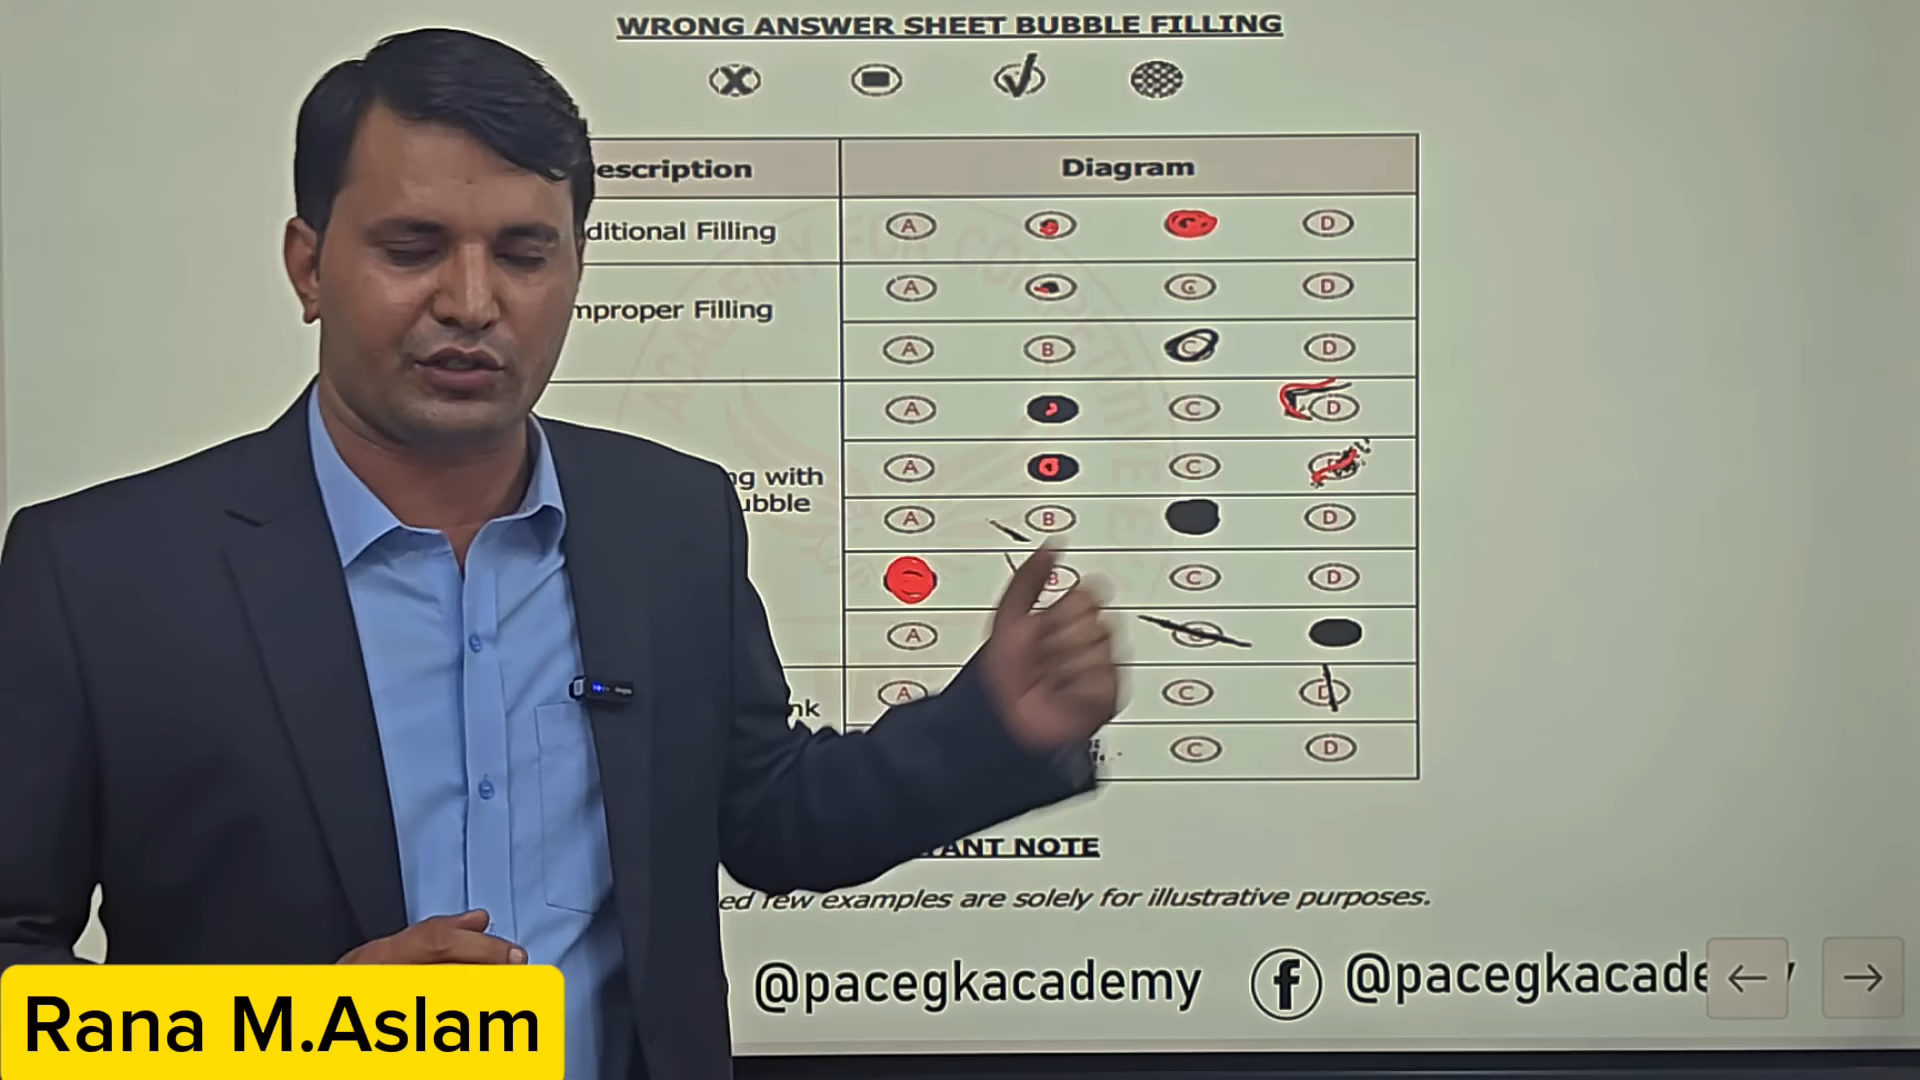 WRONG ANSWER SHEET BUBBLE FILLING
escription Diagram
ditional Filling A D
mproper Filling A C D
A B C D
A C D
ng with A C
ubble
A B D
B C D
A
nk A C D
C D
ANT NOTE
ed few examples are solely for illustrative purposes.
@pacegkacademy f @pacegkacade
Rana M.Aslam